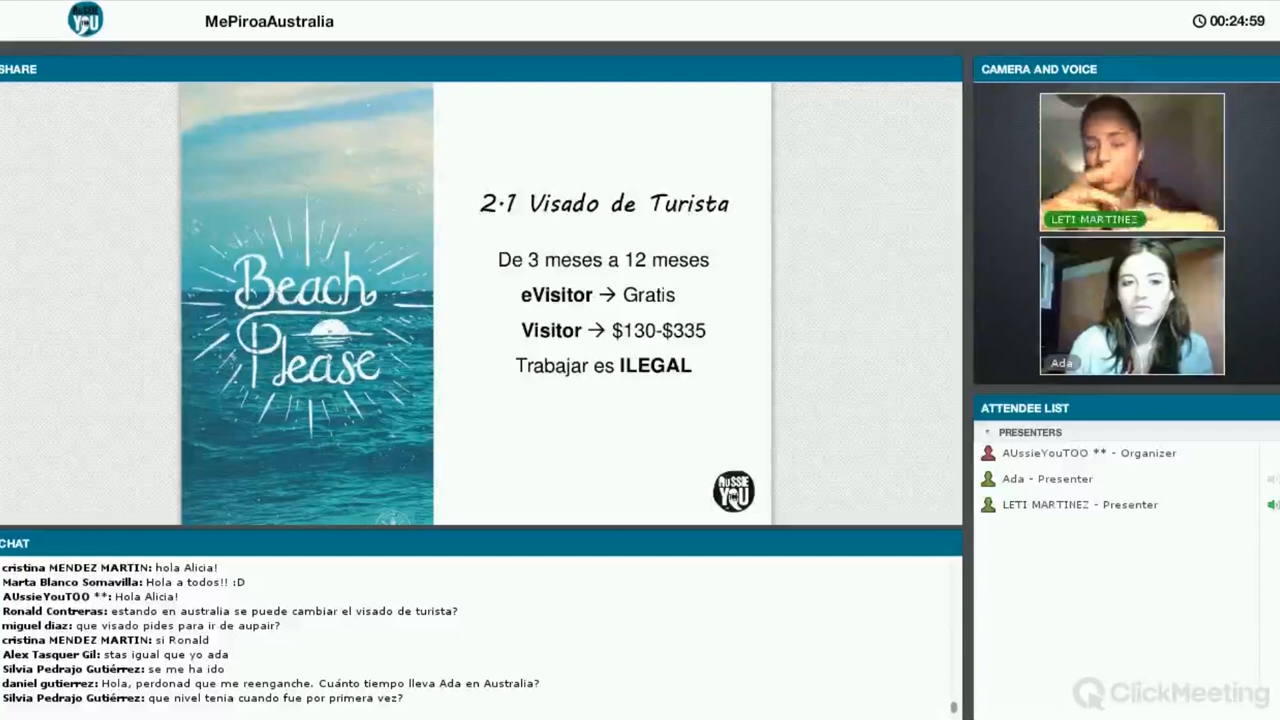 AUSSIE
YOU
MePiroaAustralia
00:24:59
SHARE
Beach
Please
2.1 Visado de Turista
De 3 meses a 12 meses
eVisitor → Gratis
Visitor → $130-$335
Trabajar es ILEGAL
AUSSIE
YOU
CAMERA AND VOICE
LETI MARTINEZ
Ada
ATTENDEE LIST
PRESENTERS
AUssieYouTOO ** - Organizer
Ada - Presenter
LETI MARTINEZ - Presenter
CHAT
cristina MENDEZ MARTIN: hola Alicia!
Marta Blanco Somavilla: Hola a todos!! :D
AUssieYouTOO **: Hola Alicia!
Ronald Contreras: estando en australia se puede cambiar el visado de turista?
miguel diaz: que visado pides para ir de aupair?
cristina MENDEZ MARTIN: si Ronald
Alex Tasquer Gil: stas igual que yo ada
Silvia Pedrajo Gutiérrez: se me ha ido
daniel gutierrez: Hola, perdonad que me reenganche. Cuánto tiempo lleva Ada en Australia?
Silvia Pedrajo Gutiérrez: que nivel tenia cuando fue por primera vez?
ClickMeeting